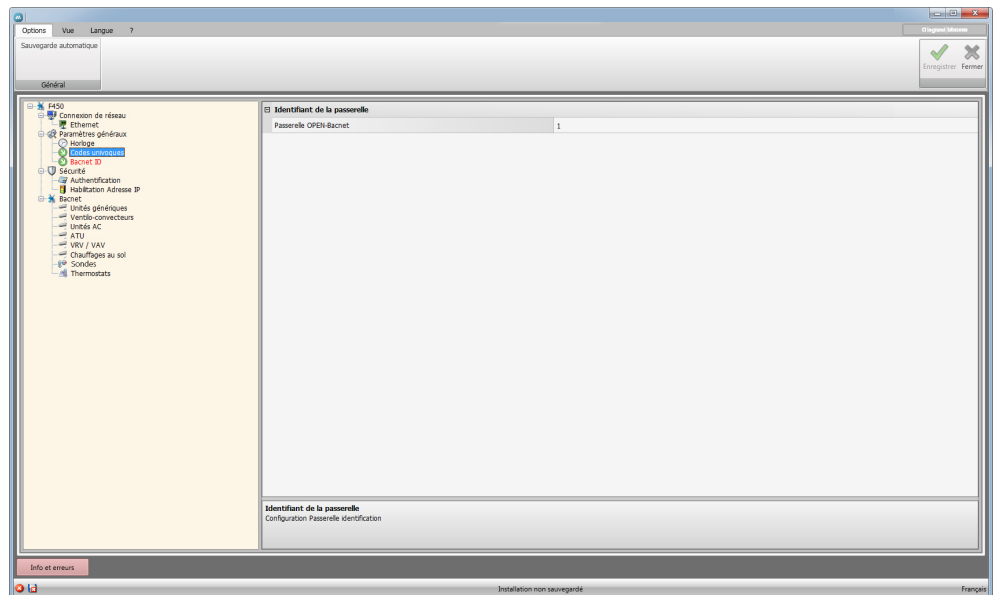 Options Vue Langue ?
Sauvegarde automatique
Enregistrer Fermer
Général
F450
Connexion de réseau
Ethernet
Paramètres généraux
Horloge
Codes univoques
Bacnet ID
Sécurité
Authentification
Habilitation Adresse IP
Bacnet
Unités génériques
Ventilo-convecteurs
Unités AC
ATU
VRV / VAV
Chauffages au sol
Sondes
Thermostats
Identifiant de la passerelle
Passerelle OPEN-Bacnet 1
Identifiant de la passerelle
Configuration Passerelle identification
Info et erreurs
Installation non sauvegardé Français